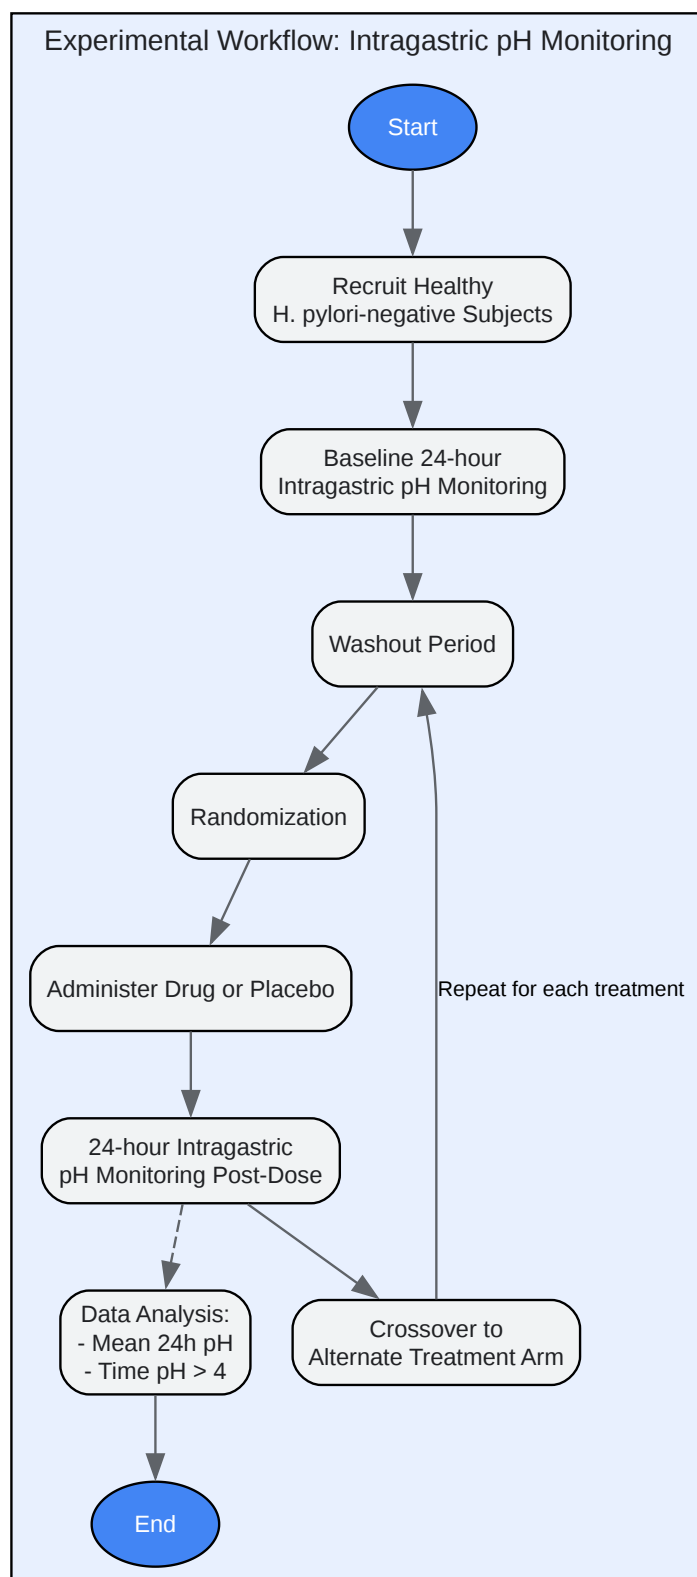 Experimental Workflow: Intragastric pH Monitoring
Start
Recruit Healthy
H. pylori-negative Subjects
Baseline 24-hour
Intragastric pH Monitoring
Washout Period
Randomization
Administer Drug or Placebo
Repeat for each treatment
24-hour Intragastric
pH Monitoring Post-Dose
Data Analysis:
- Mean 24h pH
- Time pH > 4
Crossover to
Alternate Treatment Arm
End